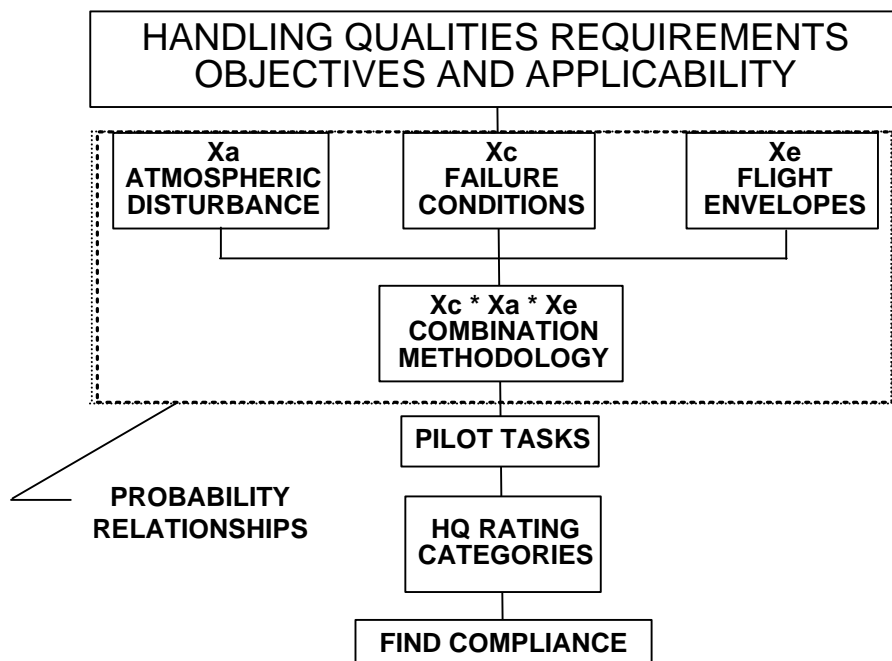 HANDLING QUALITIES REQUIREMENTS
OBJECTIVES AND APPLICABILITY
Xa
ATMOSPHERIC
DISTURBANCE
Xc
FAILURE
CONDITIONS
Xe
FLIGHT
ENVELOPES
Xc * Xa * Xe
COMBINATION
METHODOLOGY
PILOT TASKS
PROBABILITY
RELATIONSHIPS
HQ RATING
CATEGORIES
FIND COMPLIANCE